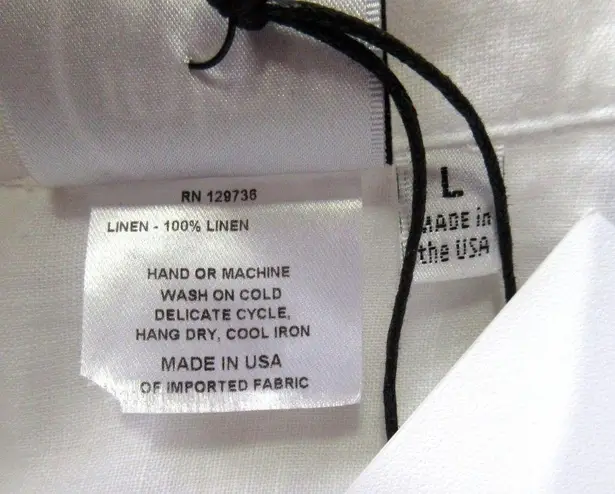 RN 129736
LINEN - 100% LINEN
HAND OR MACHINE
WASH ON COLD
DELICATE CYCLE,
HANG DRY, COOL IRON
MADE IN USA
OF IMPORTED FABRIC
L
MADE in
the USA